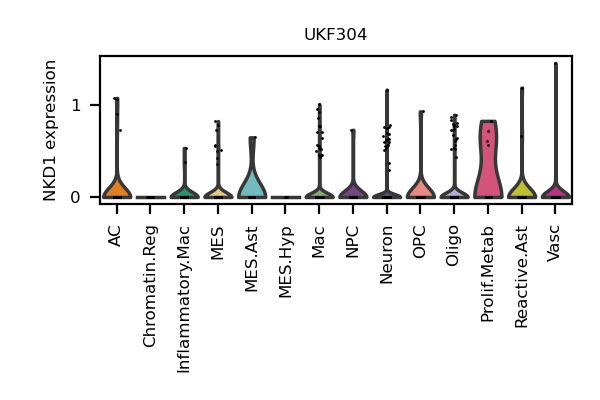 UKF304
NKD1 expression
1
0
AC
Chromatin.Reg
Inflammatory.Mac
MES
MES.Ast
MES.Hyp
Mac
NPC
Neuron
OPC
Oligo
Prolif.Metab
Reactive.Ast
Vasc